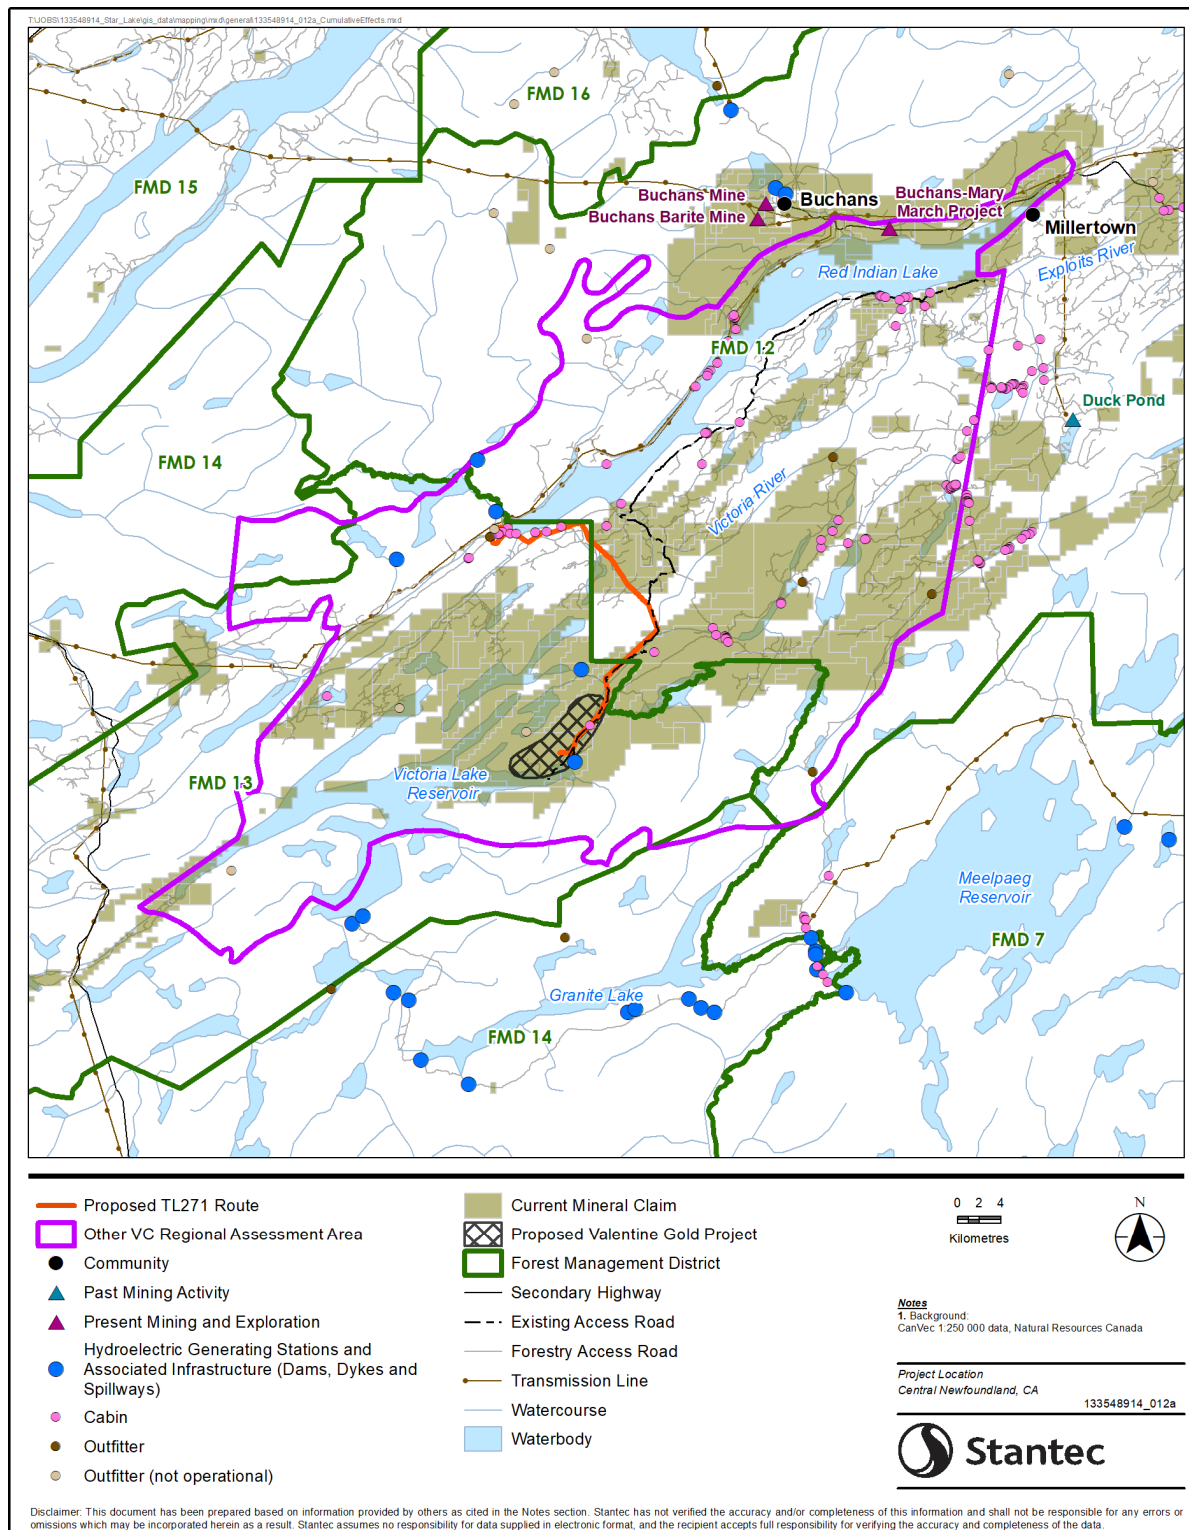 T:\JOBS\133548914_Star_Lake\gis_data\mapping\mxd\general\133548914_012a_CumulativeEffects.mxd
FMD 16
FMD 15
Buchans Mine
Buchans Barite Mine
Buchans
Buchans-Mary
March Project
Millertown
Exploits River
Red Indian Lake
FMD 12
Duck Pond
FMD 14
Victoria River
FMD 13
Victoria Lake
Reservoir
Meelpaeg
Reservoir
FMD 7
Granite Lake
FMD 14
Proposed TL271 Route
Other VC Regional Assessment Area
Community
Past Mining Activity
Present Mining and Exploration
Hydroelectric Generating Stations and
Associated Infrastructure (Dams, Dykes and
Spillways)
Cabin
Outfitter
Outfitter (not operational)
Current Mineral Claim
Proposed Valentine Gold Project
Forest Management District
Secondary Highway
Existing Access Road
Forestry Access Road
Transmission Line
Watercourse
Waterbody
0 2 4
Kilometres
N
Notes
1. Background:
CanVec 1:250 000 data, Natural Resources Canada
Project Location
Central Newfoundland, CA
133548914_012a
Stantec
Disclaimer: This document has been prepared based on information provided by others as cited in the Notes section. Stantec has not verified the accuracy and/or completeness of this information and shall not be responsible for any errors or
omissions which may be incorporated herein as a result. Stantec assumes no responsibility for data supplied in electronic format, and the recipient accepts full responsibility for verifying the accuracy and completeness of the data.